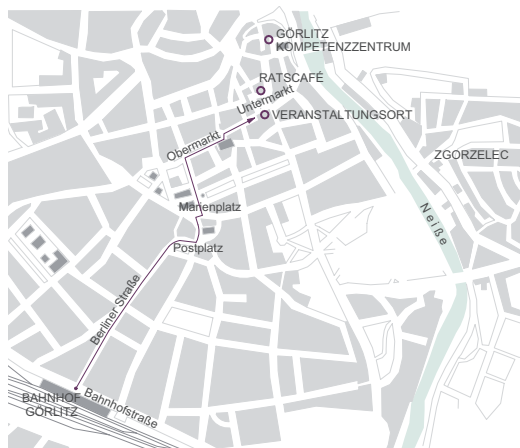 GÖRLITZ
KOMPETENZZENTRUM
RATSCAFÉ
Untermarkt
VERANSTALTUNGSORT
Obermarkt
ZGORZELEC
Marienplatz
Neiße
Postplatz
Berliner Straße
BAHNHOF
GÖRLITZ
Bahnhofstraße